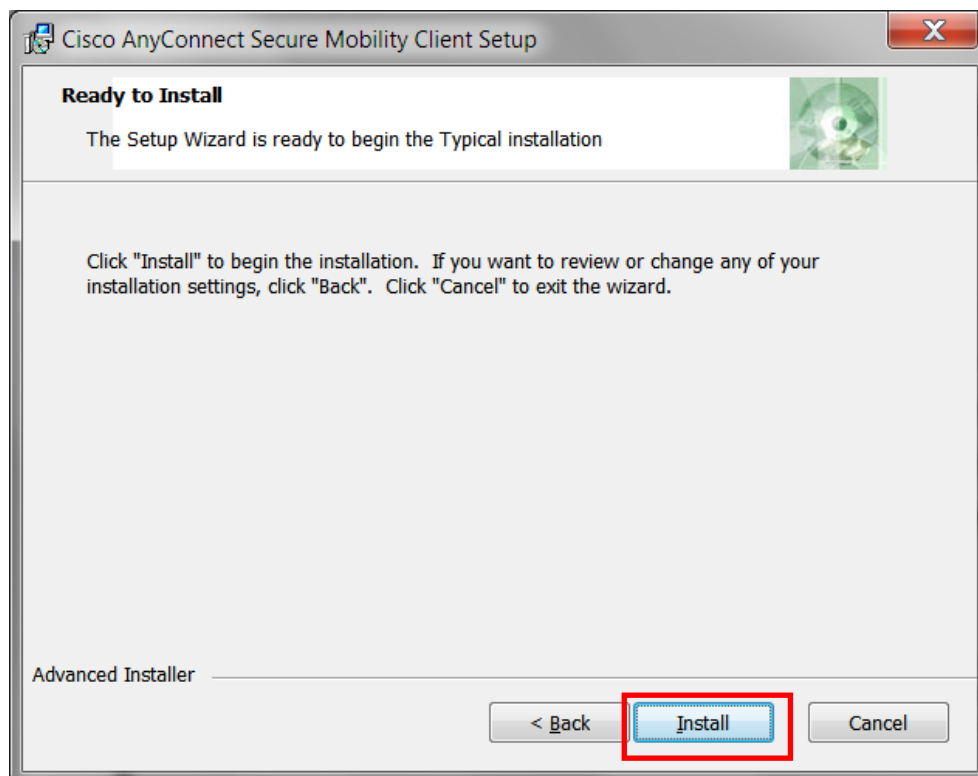 Cisco AnyConnect Secure Mobility Client Setup
X
Ready to Install
The Setup Wizard is ready to begin the Typical installation
Click "Install" to begin the installation.  If you want to review or change any of your
installation settings, click "Back".  Click "Cancel" to exit the wizard.
Advanced Installer
< Back
Install
Cancel